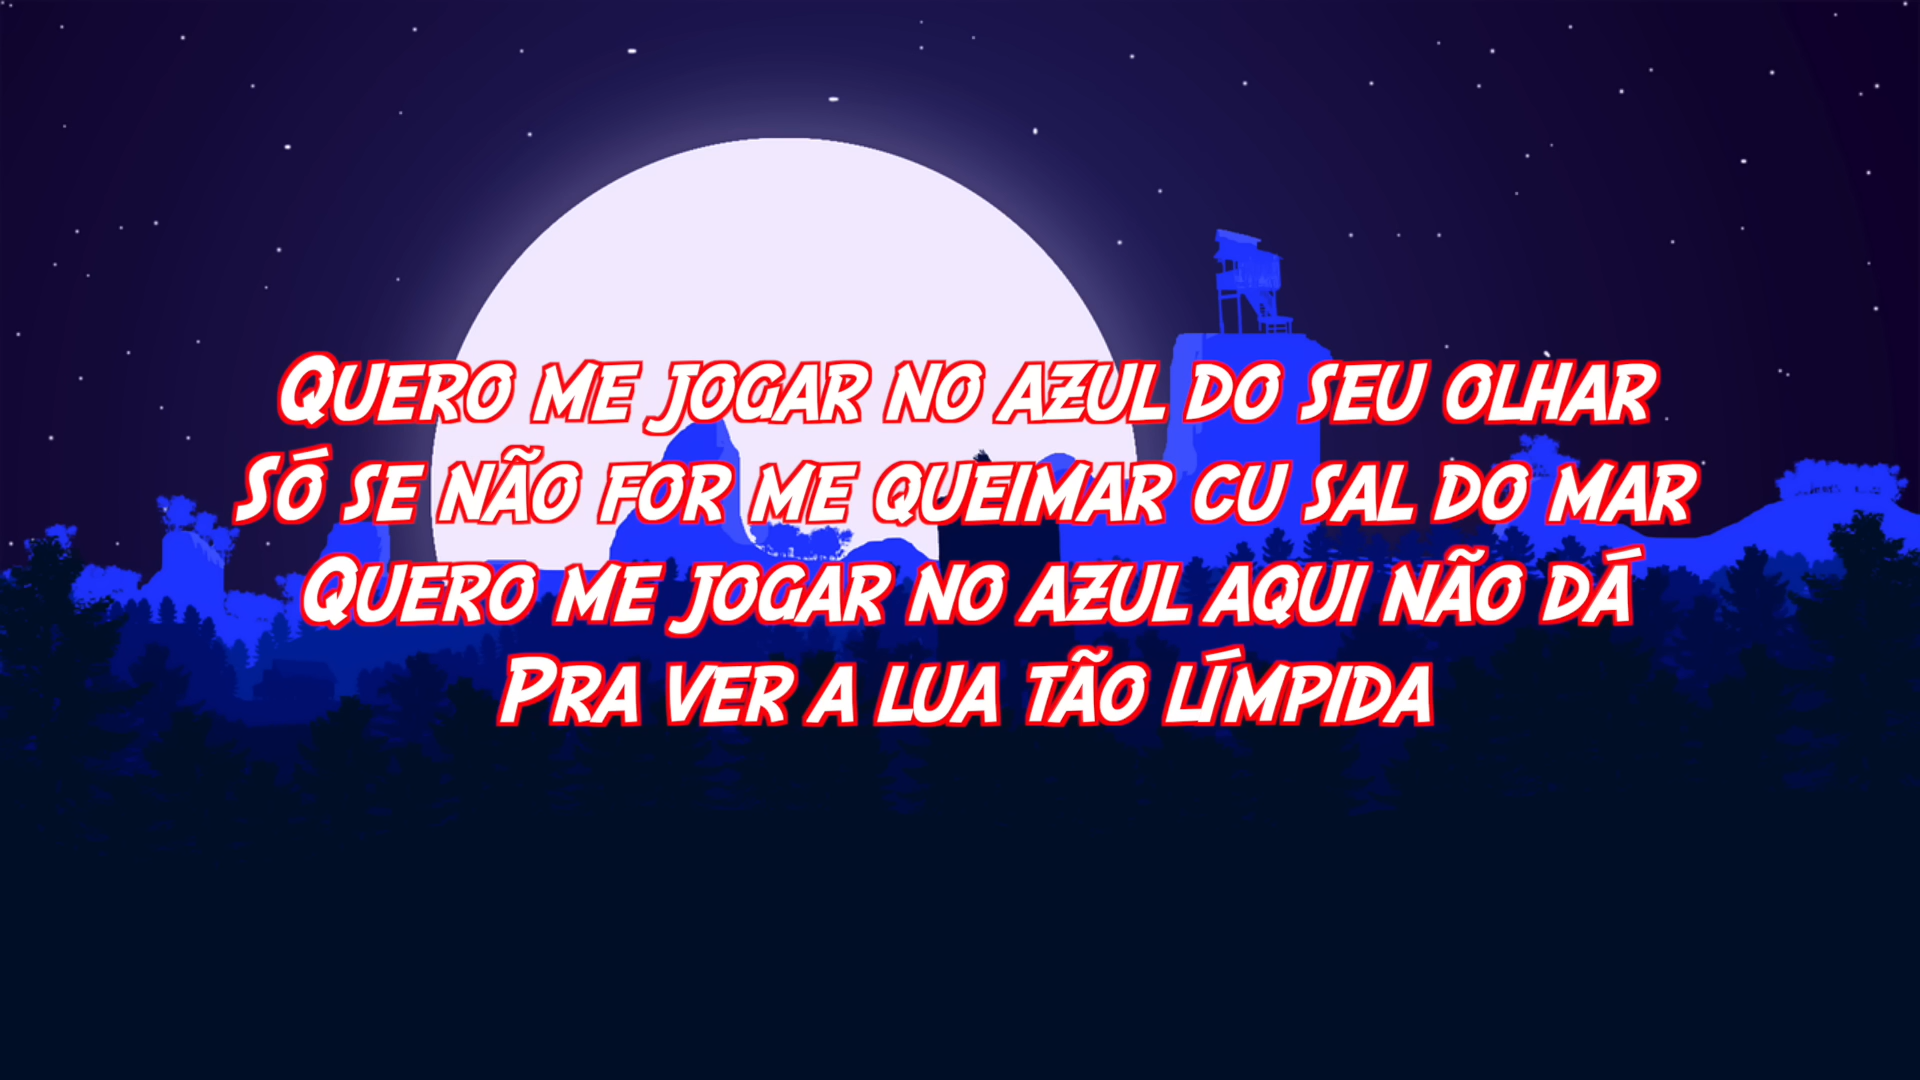 Quero me jogar no azul do seu olhar
Só se não for me queimar cu sal do mar
Quero me jogar no azul aqui não dá
Pra ver a lua tão límpida